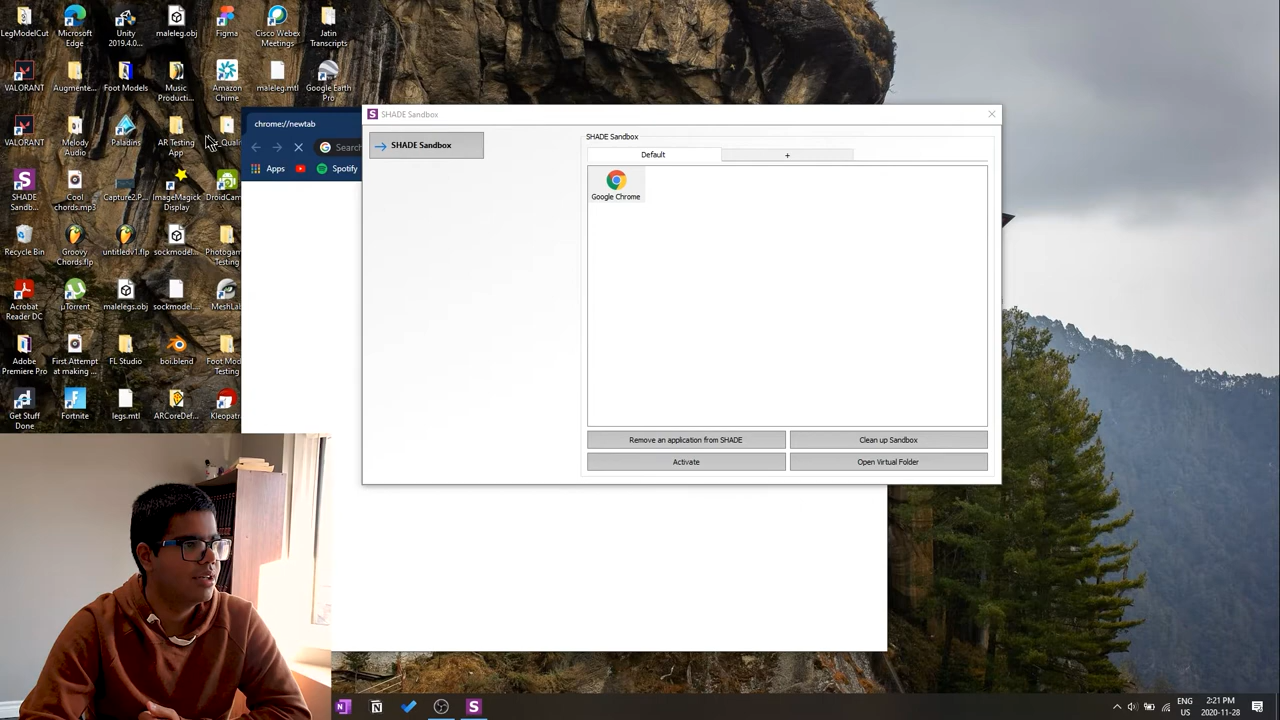 LegModelCut
Microsoft
Edge
Unity
2019.4.0...
maleleg.obj
Figma
Cisco Webex
Meetings
Jatin
Transcripts
VALORANT
Augmente...
Foot Models
Music
Producti...
Amazon
Chime
maleleg.mtl
Google Earth
Pro
VALORANT
Melody
Audio
Paladins
AR Testing
App
SHADE
Sandb...
Cool
chords.mp3
Capture2.P...
ImageMagick
Display
DroidCam
Recycle Bin
Groovy
Chords.flp
untitledv1.flp
sockmodel...
Photogam
Testing
Acrobat
Reader DC
µTorrent
malelegs.obj
sockmodel....
MeshLab
Adobe
Premiere Pro
First Attempt
at making ...
FL Studio
boi.blend
Foot Mod
Testing
Get Stuff
Done
Fortnite
legs.mtl
ARCoreDef...
Kleopatra
chrome://newtab
Search
Apps
Spotify
SHADE Sandbox
SHADE Sandbox
SHADE Sandbox
Default
+
Google Chrome
Remove an application from SHADE
Clean up Sandbox
Activate
Open Virtual Folder
ENG
US
2:21 PM
2020-11-28